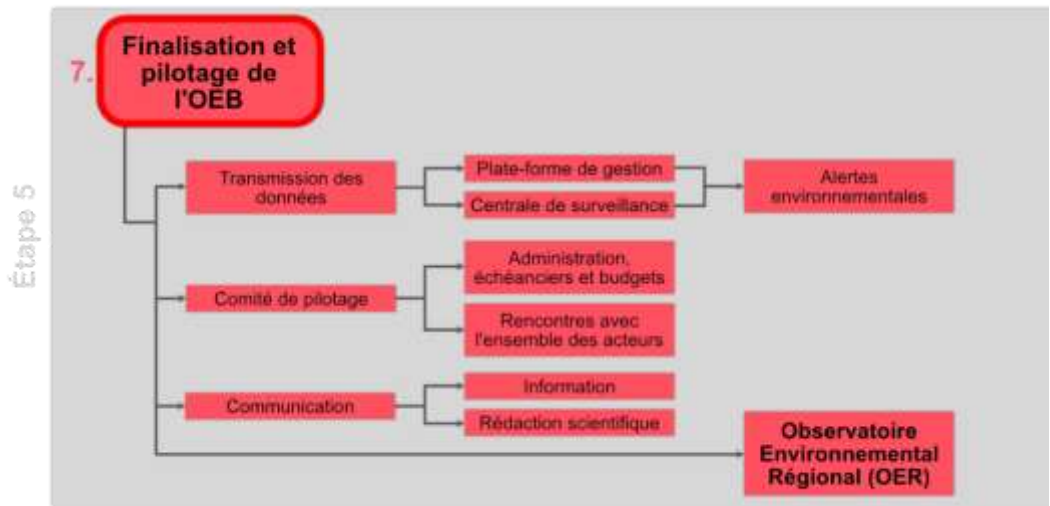 Étape 5
7.
Finalisation et
pilotage de
l'OEB
Transmission des
données
Plate-forme de gestion
Centrale de surveillance
Alertes
environnementales
Comité de pilotage
Administration,
échéanciers et budgets
Rencontres avec
l'ensemble des acteurs
Communication
Information
Rédaction scientifique
Observatoire
Environnemental
Régional (OER)